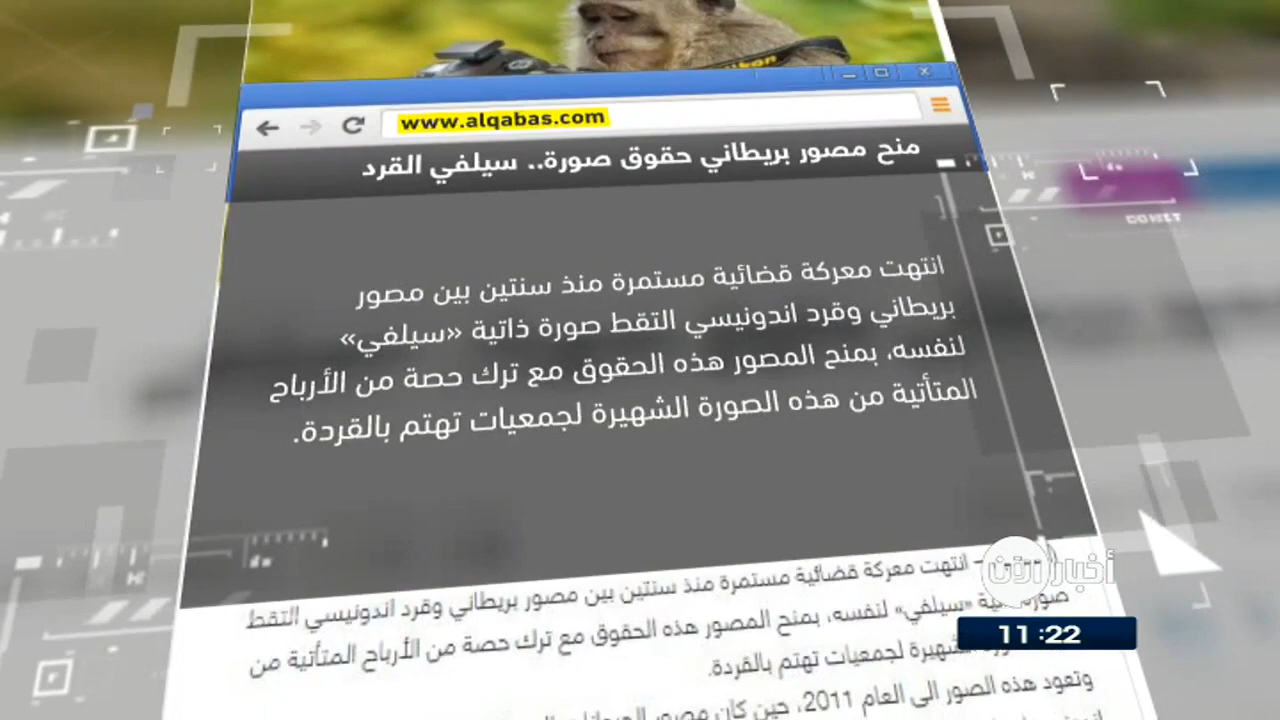 Nikon
www.alqabas.com
منح مصور بريطاني حقوق صورة.. سيلفي القرد
COMET
انتهت معركة قضائية مستمرة منذ سنتين بين مصور
بريطاني وقرد اندونيسي التقط صورة ذاتية «سيلفي»
لنفسه، بمنح المصور هذه الحقوق مع ترك حصة من الأرباح
المتأتية من هذه الصورة الشهيرة لجمعيات تهتم بالقردة.
أخبار الآن
– انتهت معركة قضائية مستمرة منذ سنتين بين مصور بريطاني وقرد اندونيسي التقط
«سيلفي» لنفسه، بمنح المصور هذه الحقوق مع ترك حصة من الأرباح المتأتية من
11:22
الشهيرة لجمعيات تهتم بالقردة.
وتعود هذه الصور الى العام 2011، حين كان مصور